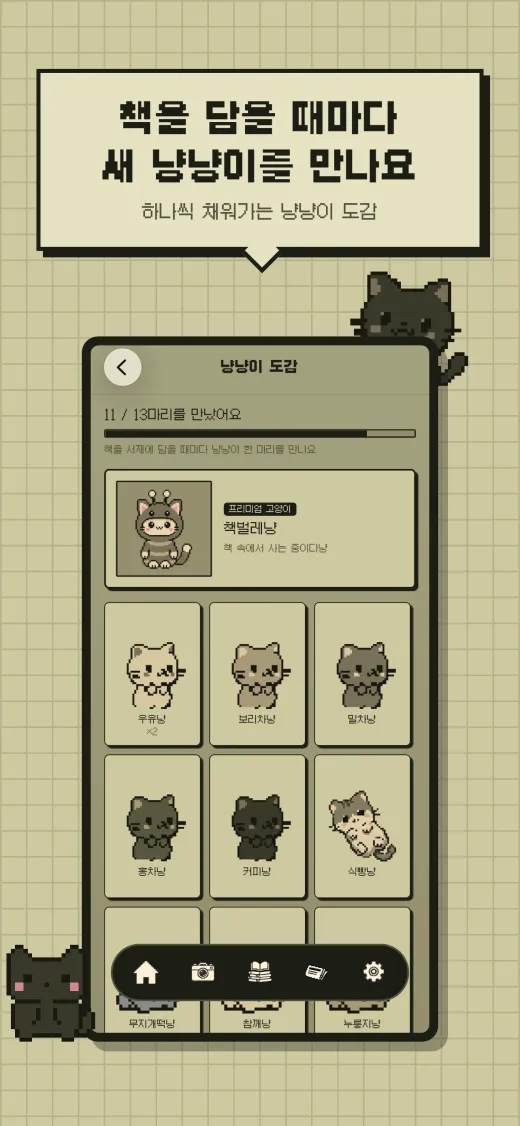 책을 담을 때마다
새 냥냥이를 만나요
하나씩 채워가는 냥냥이 도감
냥냥이 도감
11 / 13마리를 만났어요
책을 서재에 담을 때마다 냥냥이 한 마리를 만나요
프리미엄 고양이
책벌레냥
책 속에서 사는 중이다냥
우유냥
보리차냥
말차냥
×2
홍차냥
커피냥
식빵냥
무지개떡냥
참깨냥
누룽지냥